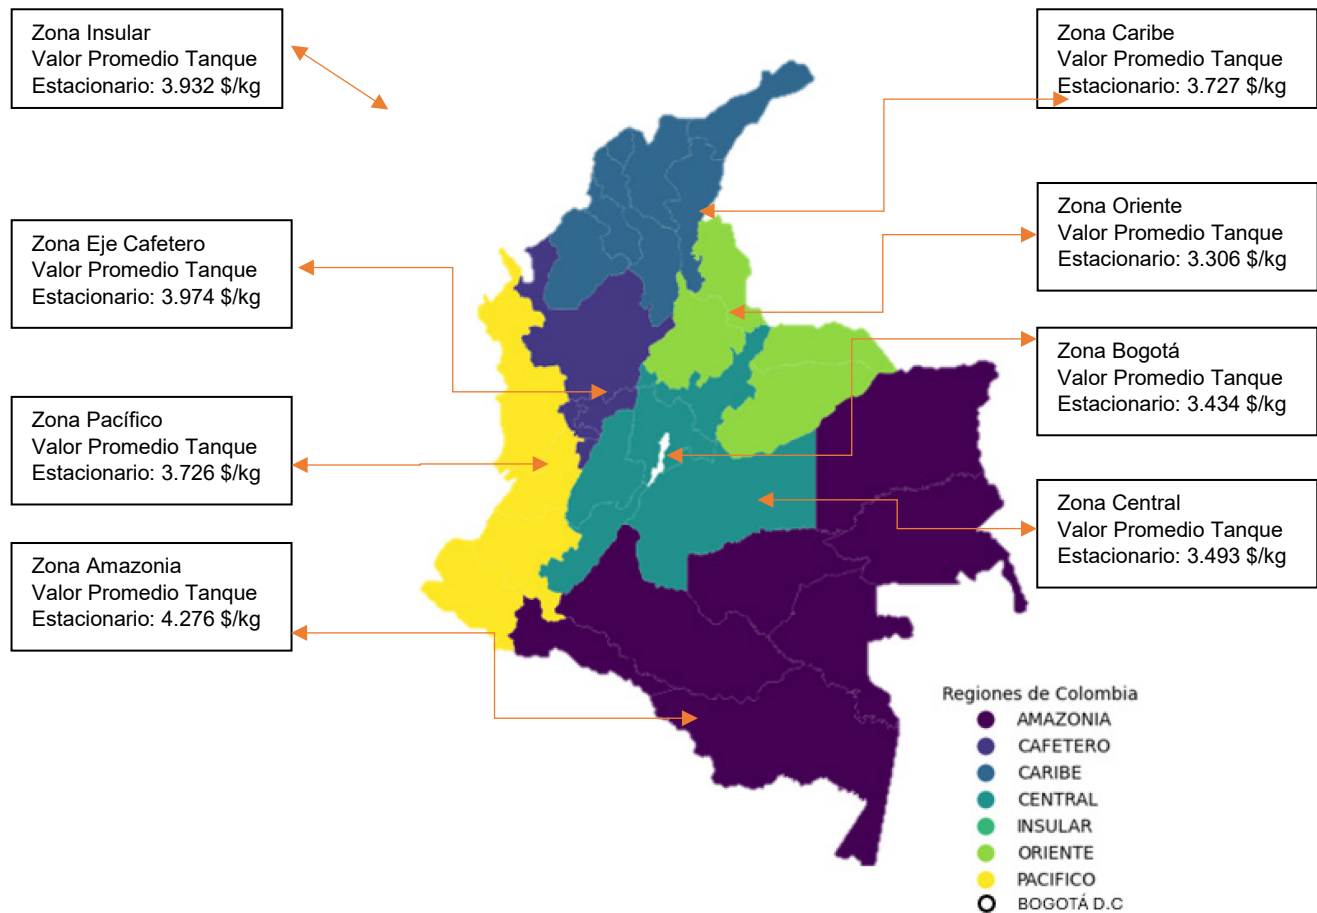 Zona Insular
Valor Promedio Tanque
Estacionario: 3.932 $/kg
Zona Eje Cafetero
Valor Promedio Tanque
Estacionario: 3.974 $/kg
Zona Pacífico
Valor Promedio Tanque
Estacionario: 3.726 $/kg
Zona Amazonia
Valor Promedio Tanque
Estacionario: 4.276 $/kg
Zona Caribe
Valor Promedio Tanque
Estacionario: 3.727 $/kg
Zona Oriente
Valor Promedio Tanque
Estacionario: 3.306 $/kg
Zona Bogotá
Valor Promedio Tanque
Estacionario: 3.434 $/kg
Zona Central
Valor Promedio Tanque
Estacionario: 3.493 $/kg
Regiones de Colombia
AMAZONIA
CAFETERO
CARIBE
CENTRAL
INSULAR
ORIENTE
PACIFICO
BOGOTÁ D.C